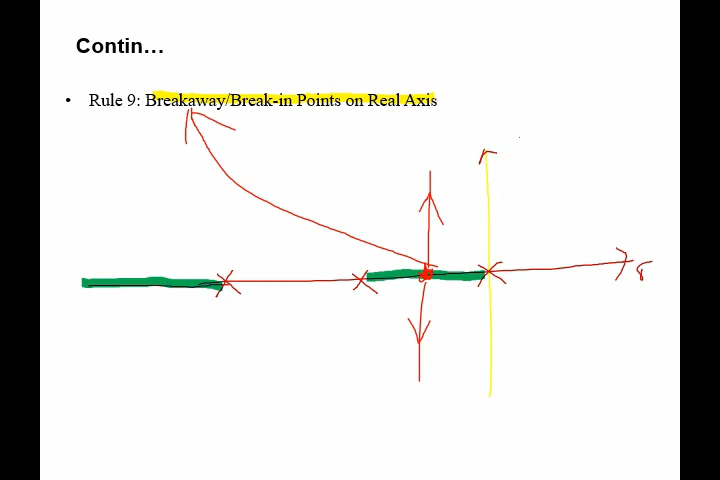 Contin…
• Rule 9: Breakaway/Break-in Points on Real Axis
σ